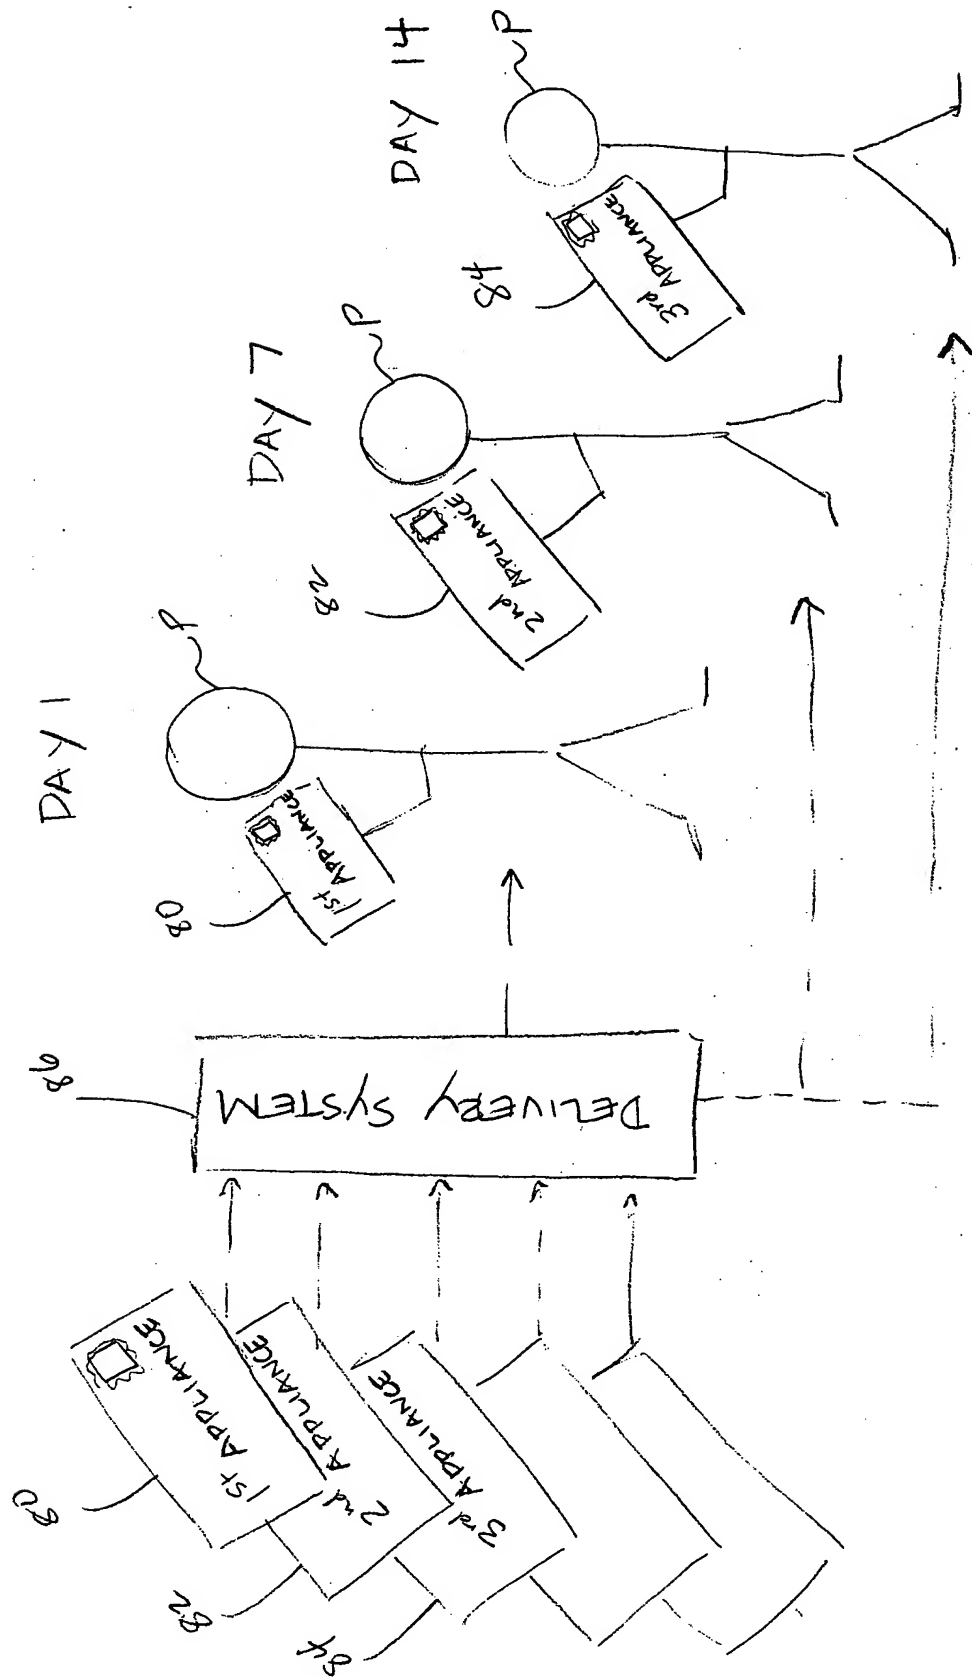 DAY 1
DAY 7
DAY 14
P
P
P
80
1st APPLIANCE
82
2nd APPLIANCE
84
3rd APPLIANCE
86
DELIVERY SYSTEM
80
1st APPLIANCE
82
2nd APPLIANCE
84
3rd APPLIANCE